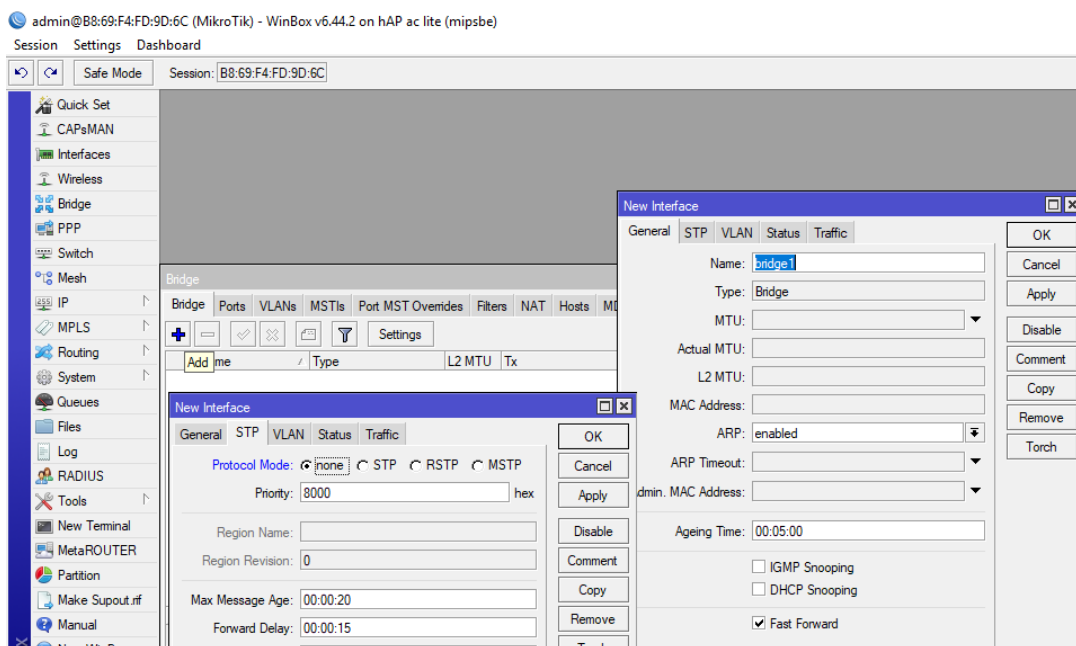 admin@B8:69:F4:FD:9D:6C (MikroTik) - WinBox v6.44.2 on hAP ac lite (mipsbe)
Session Settings Dashboard
Safe Mode Session: B8:69:F4:FD:9D:6C
Quick Set
CAPsMAN
Interfaces
Wireless
Bridge
PPP
Switch
Mesh
IP
MPLS
Routing
System
Queues
Files
Log
RADIUS
Tools
New Terminal
MetaROUTER
Partition
Make Supout.rif
Manual
Bridge
Bridge Ports VLANs MSTIs Port MST Overrides Filters NAT Hosts
Settings
Add me / Type L2 MTU Tx
New Interface
General STP VLAN Status Traffic
Protocol Mode: none STP RSTP MSTP
Priority: 8000 hex
Region Name:
Region Revision: 0
Max Message Age: 00:00:20
Forward Delay: 00:00:15
OK
Cancel
Apply
Disable
Comment
Copy
Remove
New Interface
General STP VLAN Status Traffic
Name: bridge1
Type: Bridge
MTU:
Actual MTU:
L2 MTU:
MAC Address:
ARP: enabled
ARP Timeout:
dmin. MAC Address:
Ageing Time: 00:05:00
IGMP Snooping
DHCP Snooping
Fast Forward
OK
Cancel
Apply
Disable
Comment
Copy
Remove
Torch